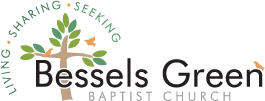 LIVING • SHARING • SEEKING
Bessels Green
BAPTIST CHURCH